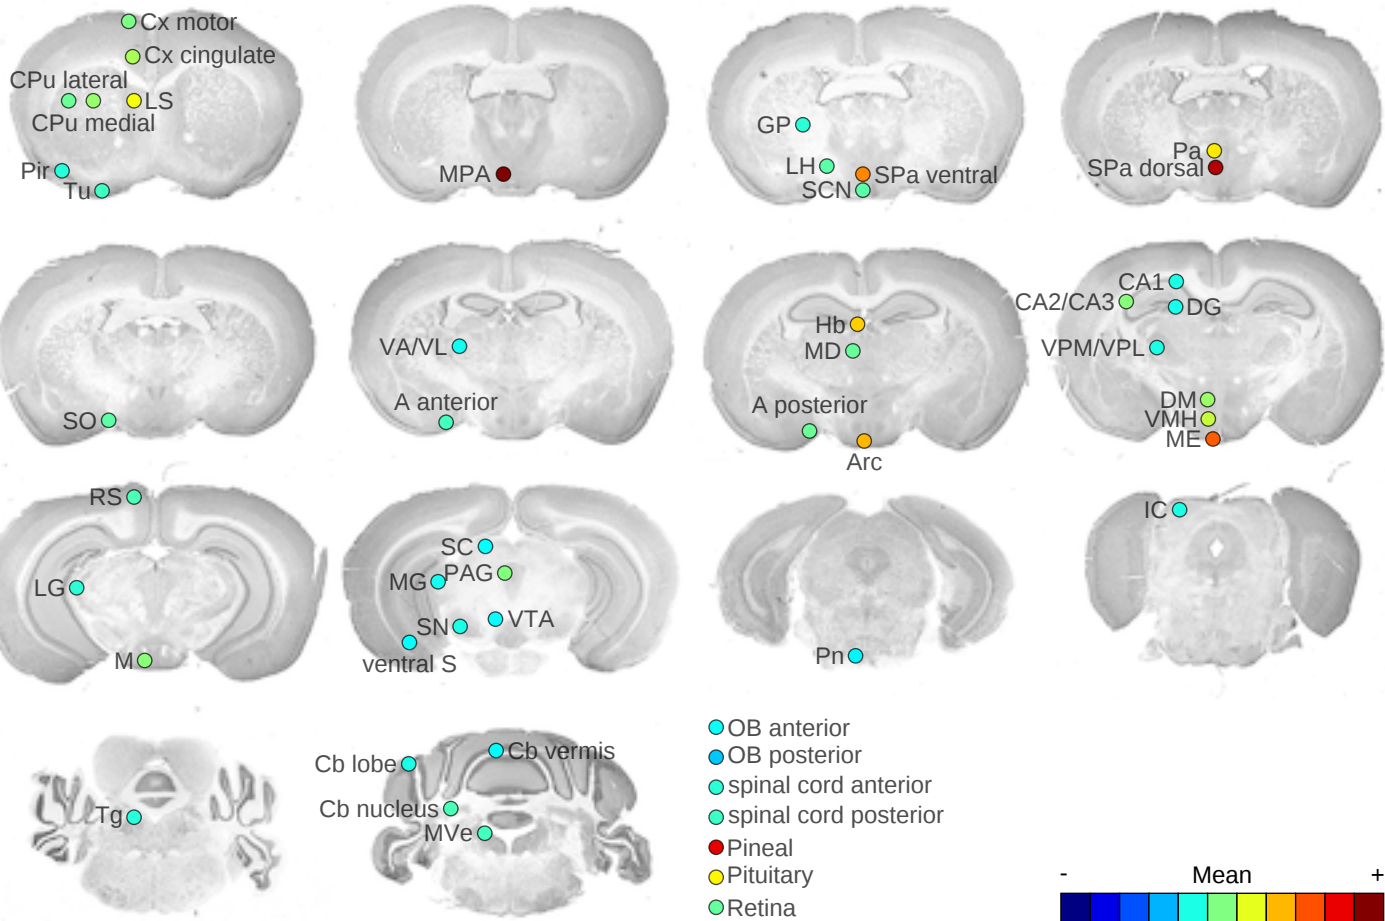 Cx motor
Cx cingulate
CPu lateral
LS
CPu medial
Pir
Tu
MPA
GP
LH
SPa ventral
SCN
Pa
SPa dorsal
SO
VA/VL
A anterior
Hb
MD
A posterior
Arc
CA1
CA2/CA3
DG
VPM/VPL
DM
VMH
ME
RS
LG
M
SC
MG
PAG
SN
VTA
ventral S
Pn
IC
Tg
Cb lobe
Cb vermis
Cb nucleus
MVe
OB anterior
OB posterior
spinal cord anterior
spinal cord posterior
Pineal
Pituitary
Retina
- Mean +